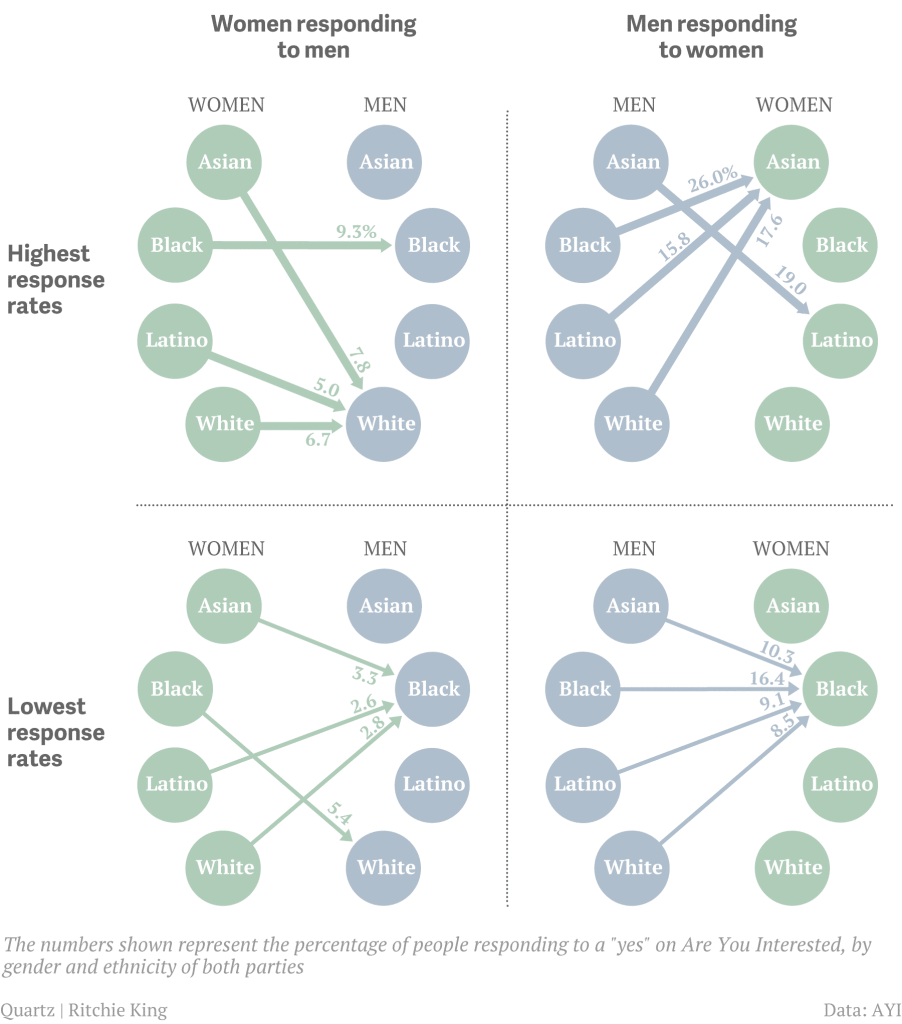 Women responding
to men
Men responding
to women
Highest
response
rates
WOMEN MEN
Asian Asian
Black 9.3% Black
Latino Latino
7.8
5.0
White 6.7 White
MEN WOMEN
Asian Asian
26.0%
17.6
Black 15.8 Black
19.0
Latino Latino
White White
Lowest
response
rates
WOMEN MEN
Asian Asian
3.3
Black 2.6 Black
2.8
Latino Latino
5.4
White White
MEN WOMEN
Asian Asian
10.3
Black 16.4 Black
9.1
8.5
Latino Latino
White White
The numbers shown represent the percentage of people responding to a "yes" on Are You Interested, by
gender and ethnicity of both parties
Quartz | Ritchie King Data: AYI